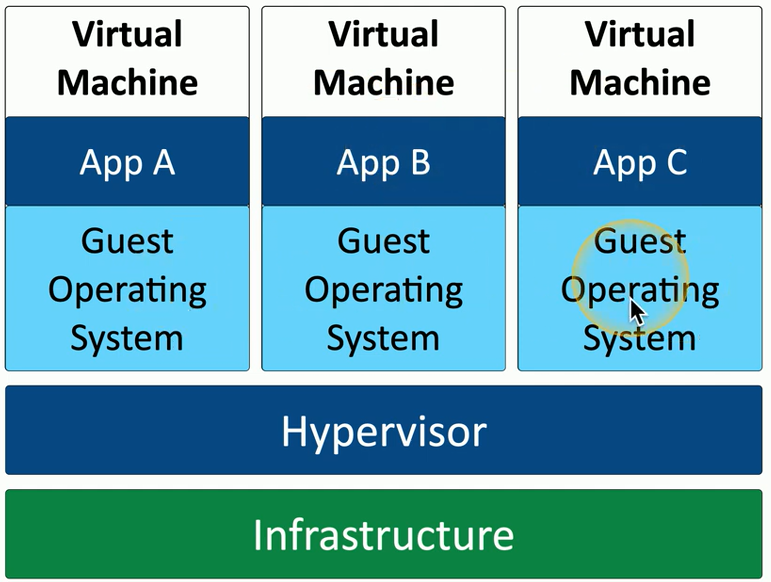 Virtual
Machine
Virtual
Machine
Virtual
Machine
App A
App B
App C
Guest
Operating
System
Guest
Operating
System
Guest
Operating
System
Hypervisor
Infrastructure